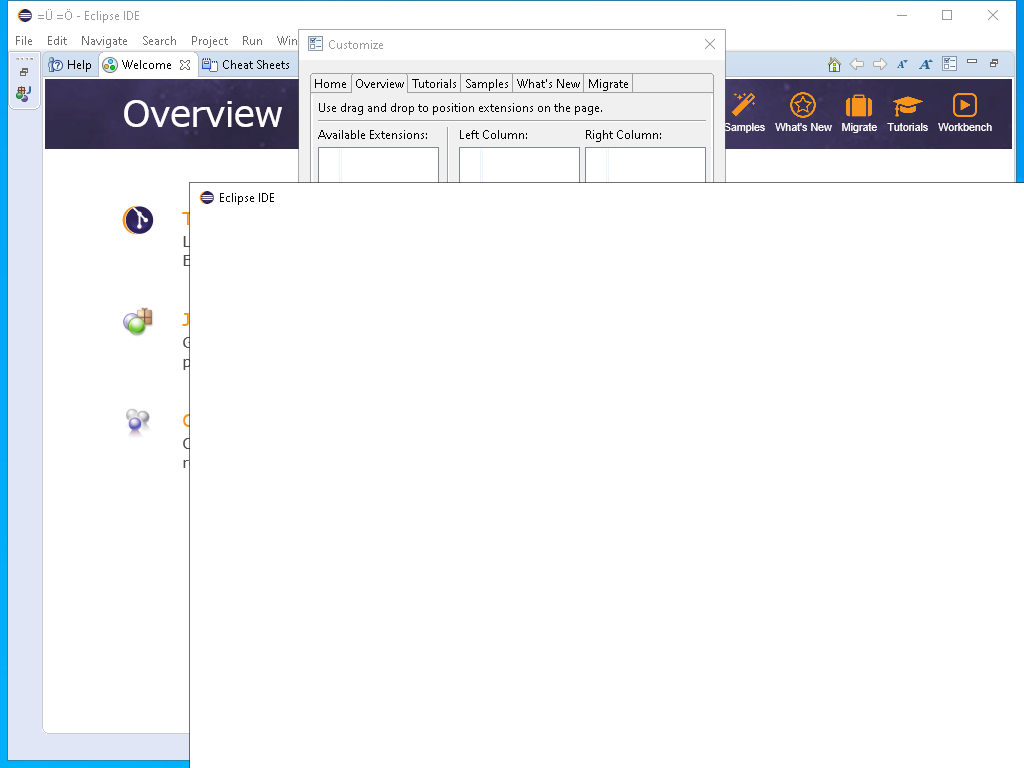 =Ü =Ö - Eclipse IDE
File Edit Navigate Search Project Run Win
Customize
Help Welcome Cheat Sheets
Home Overview Tutorials Samples What's New Migrate
Use drag and drop to position extensions on the page.
Overview
Samples What's New Migrate Tutorials Workbench
Available Extensions: Left Column: Right Column:
Eclipse IDE